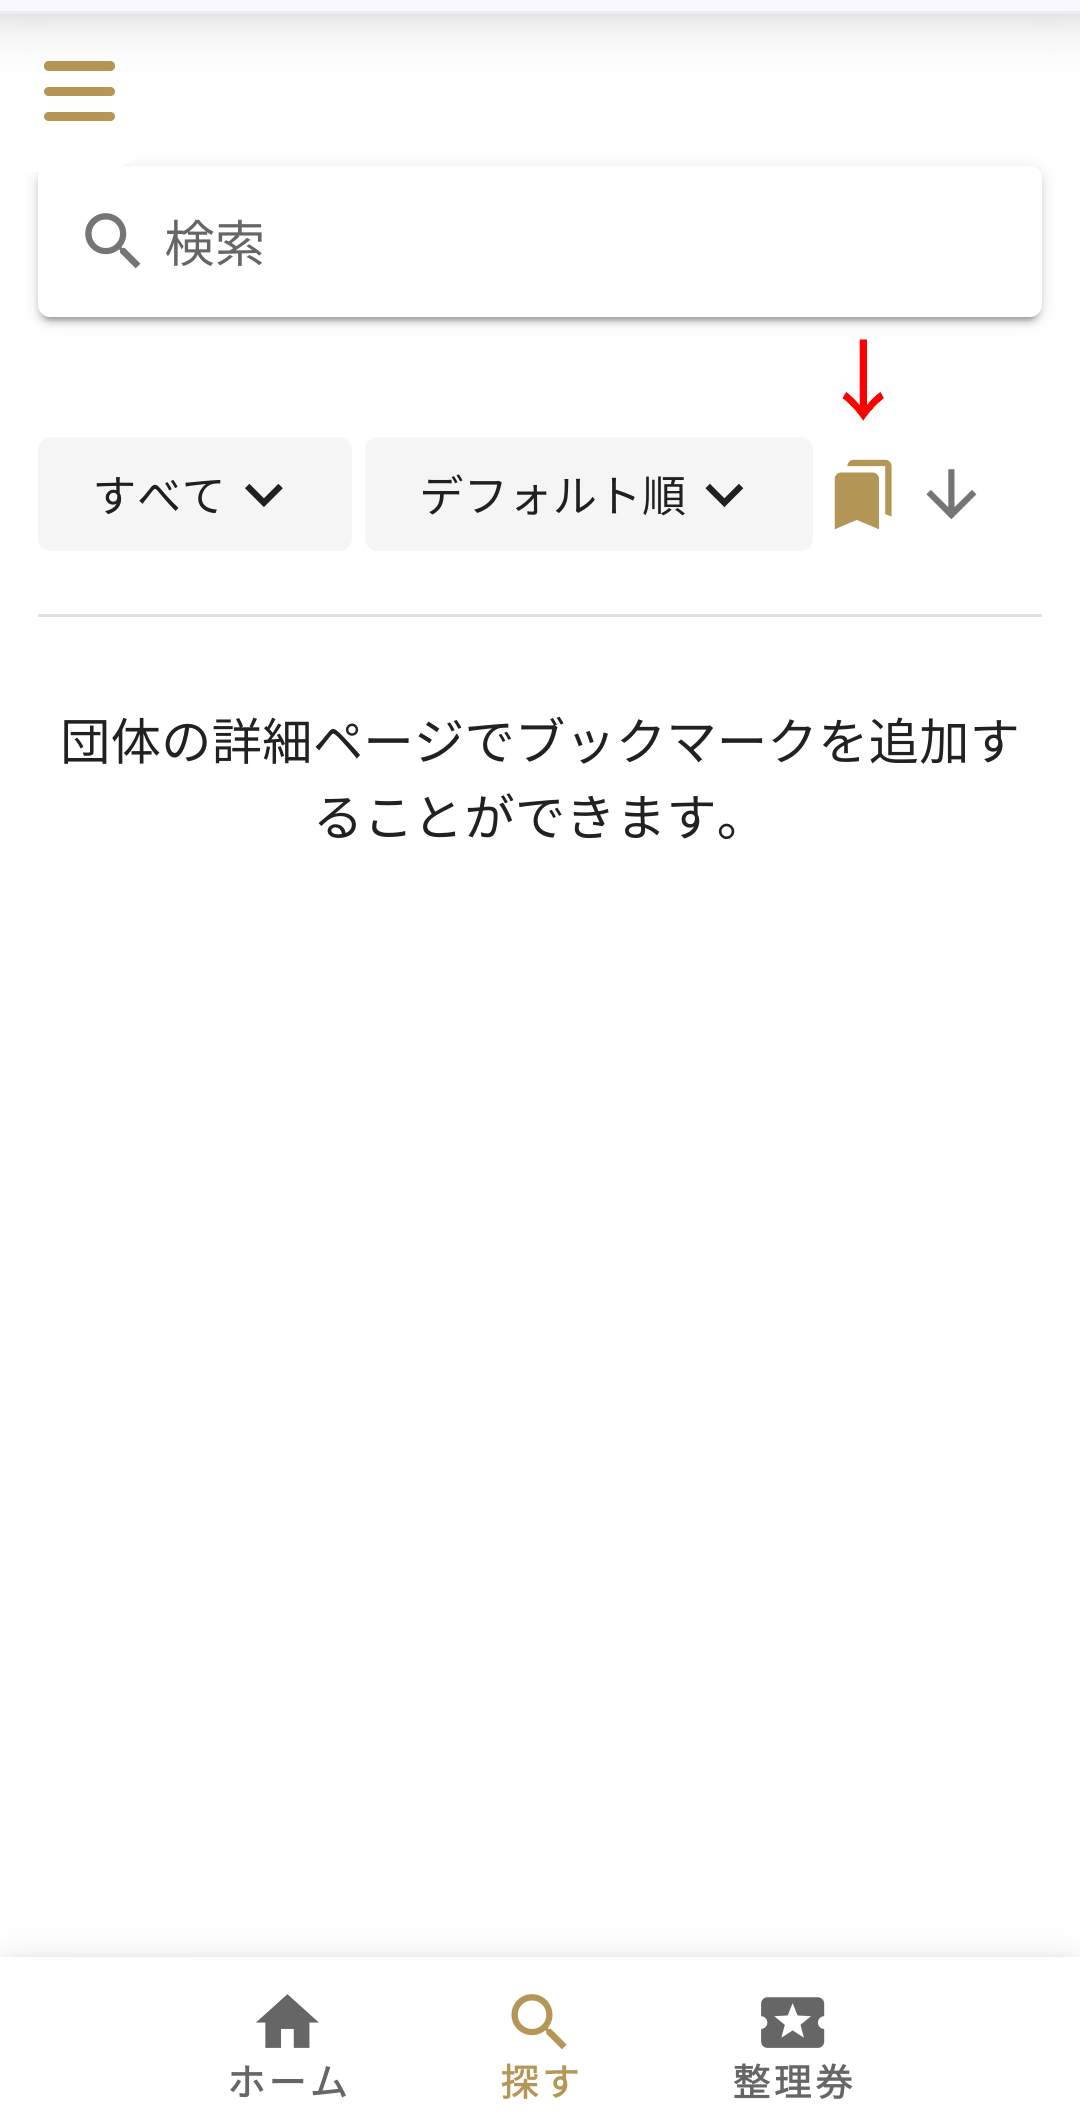 検索
すべて
デフォルト順
団体の詳細ページでブックマークを追加す
ることができます。
ホーム
探す
整理券